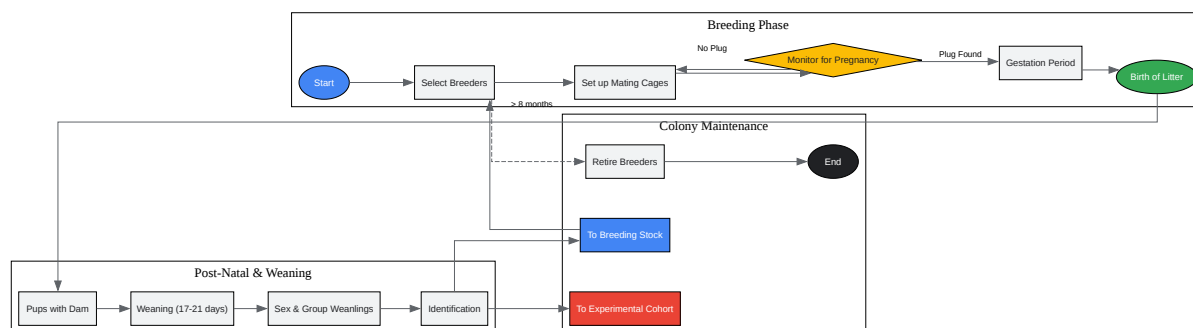 Breeding Phase
No Plug
Plug Found
Monitor for Pregnancy
Gestation Period
Start
Select Breeders
Set up Mating Cages
Birth of Litter
> 8 months
Colony Maintenance
Retire Breeders
End
To Breeding Stock
Post-Natal & Weaning
Pups with Dam
Weaning (17-21 days)
Sex & Group Weanlings
Identification
To Experimental Cohort